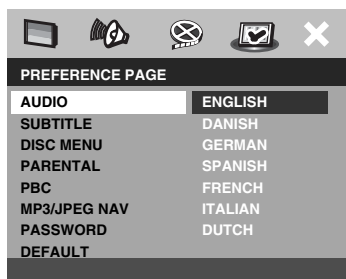 PREFERENCE PAGE
AUDIO ENGLISH
SUBTITLE DANISH
DISC MENU GERMAN
PARENTAL SPANISH
PBC FRENCH
MP3/JPEG NAV ITALIAN
PASSWORD DUTCH
DEFAULT